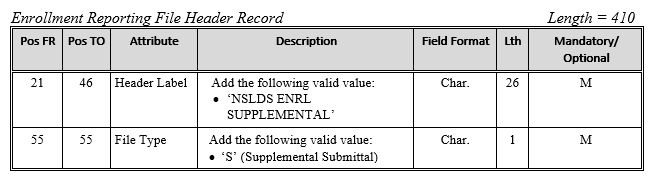 Enrollment Reporting File Header Record Length = 410
Pos FR Pos TO Attribute Description Field Format Lth Mandatory/
Optional
21 46 Header Label Add the following valid value: Char. 26 M
• ‘NSLDS ENRL
SUPPLEMENTAL’
55 55 File Type Add the following valid value: Char. 1 M
• ‘S’ (Supplemental Submittal)